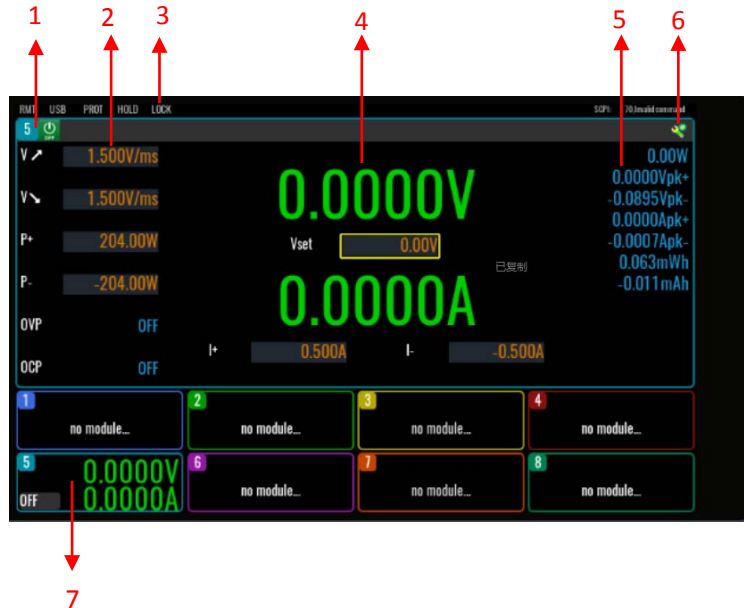 1 2 3 4 5 6
RMT USB PROT HOLD LOCK SCPI: 70,Invalid command
5 OFF
V 1.500V/ms 0.00W
0.0000V 0.0000Vpk+
V 1.500V/ms -0.0895Vpk-
0.0000Apk+
P+ 204.00W Vset 0.00V -0.0007Apk-
已复制 0.063mWh
P- -204.00W 0.0000A -0.011mAh
OVP OFF
I+ 0.500A I- -0.500A
OCP OFF
1 2 3 4
no module... no module... no module... no module...
5 0.0000V 6 7 8
OFF 0.0000A no module... no module... no module...
7